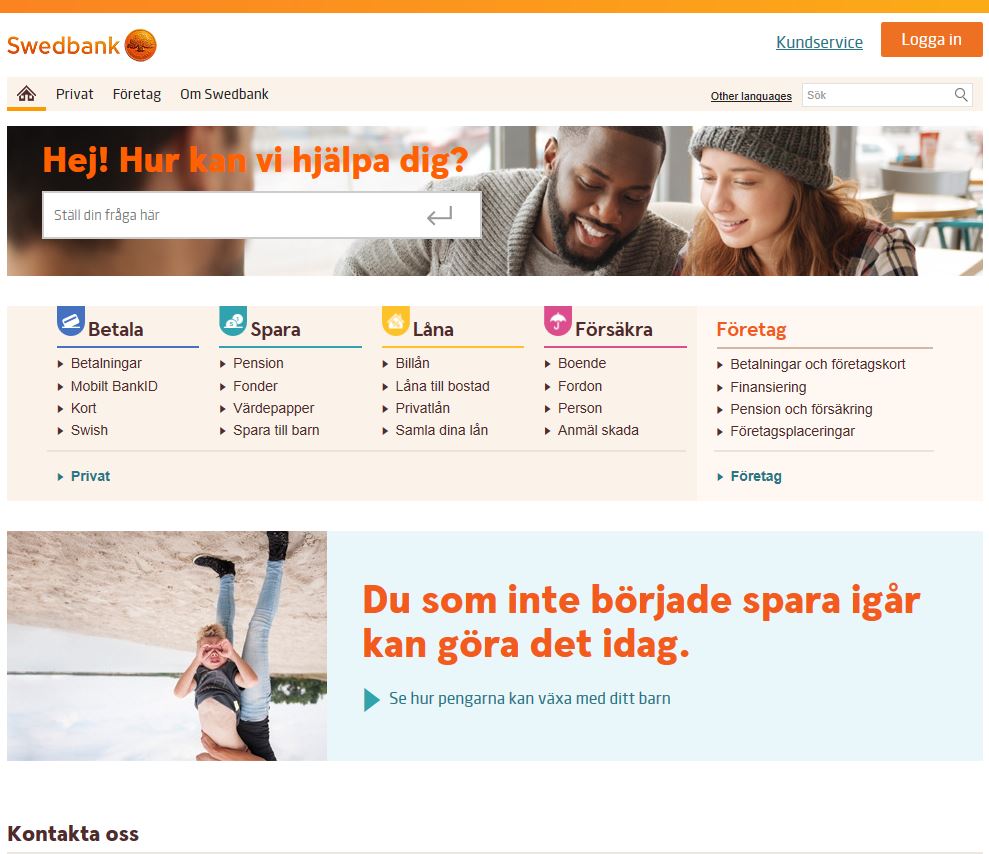 Swedbank
Kundservice
Logga in
Privat
Företag
Om Swedbank
Other languages
Sök
Hej! Hur kan vi hjälpa dig?
Ställ din fråga här
Betala
Betalningar
Mobilt BankID
Kort
Swish
Spara
Pension
Fonder
Värdepapper
Spara till barn
Låna
Billån
Låna till bostad
Privatlån
Samla dina lån
Försäkra
Boende
Fordon
Person
Anmäl skada
Privat
Företag
Betalningar och företagskort
Finansiering
Pension och försäkring
Företagsplaceringar
Företag
Du som inte började spara igår
kan göra det idag.
Se hur pengarna kan växa med ditt barn
Kontakta oss